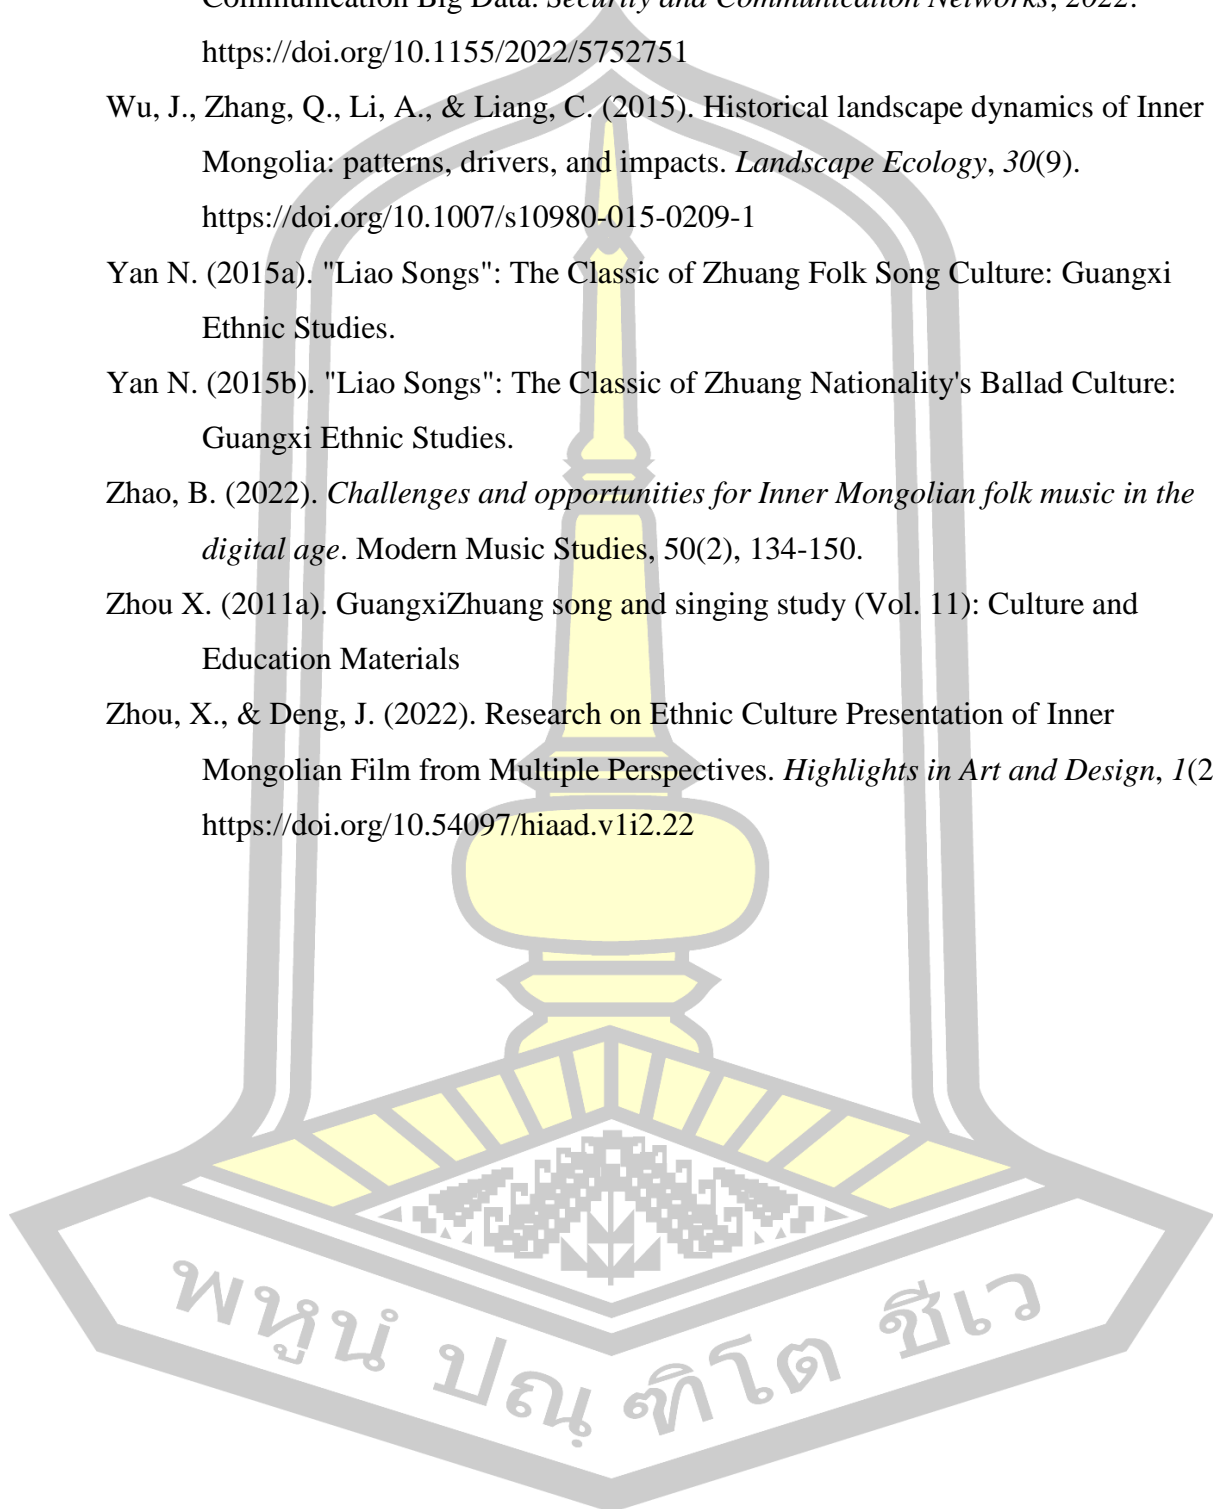 Communication Big Data. Security and Communication Networks, 2022.
https://doi.org/10.1155/2022/5752751
Wu, J., Zhang, Q., Li, A., & Liang, C. (2015). Historical landscape dynamics of Inner
Mongolia: patterns, drivers, and impacts. Landscape Ecology, 30(9).
https://doi.org/10.1007/s10980-015-0209-1
Yan N. (2015a). "Liao Songs": The Classic of Zhuang Folk Song Culture: Guangxi
Ethnic Studies.
Yan N. (2015b). "Liao Songs": The Classic of Zhuang Nationality's Ballad Culture:
Guangxi Ethnic Studies.
Zhao, B. (2022). Challenges and opportunities for Inner Mongolian folk music in the
digital age. Modern Music Studies, 50(2), 134-150.
Zhou X. (2011a). GuangxiZhuang song and singing study (Vol. 11): Culture and
Education Materials
Zhou, X., & Deng, J. (2022). Research on Ethnic Culture Presentation of Inner
Mongolian Film from Multiple Perspectives. Highlights in Art and Design, 1(2
https://doi.org/10.54097/hiaad.v1i2.22
พหูนํ ปณฺฑิโต ชีเว